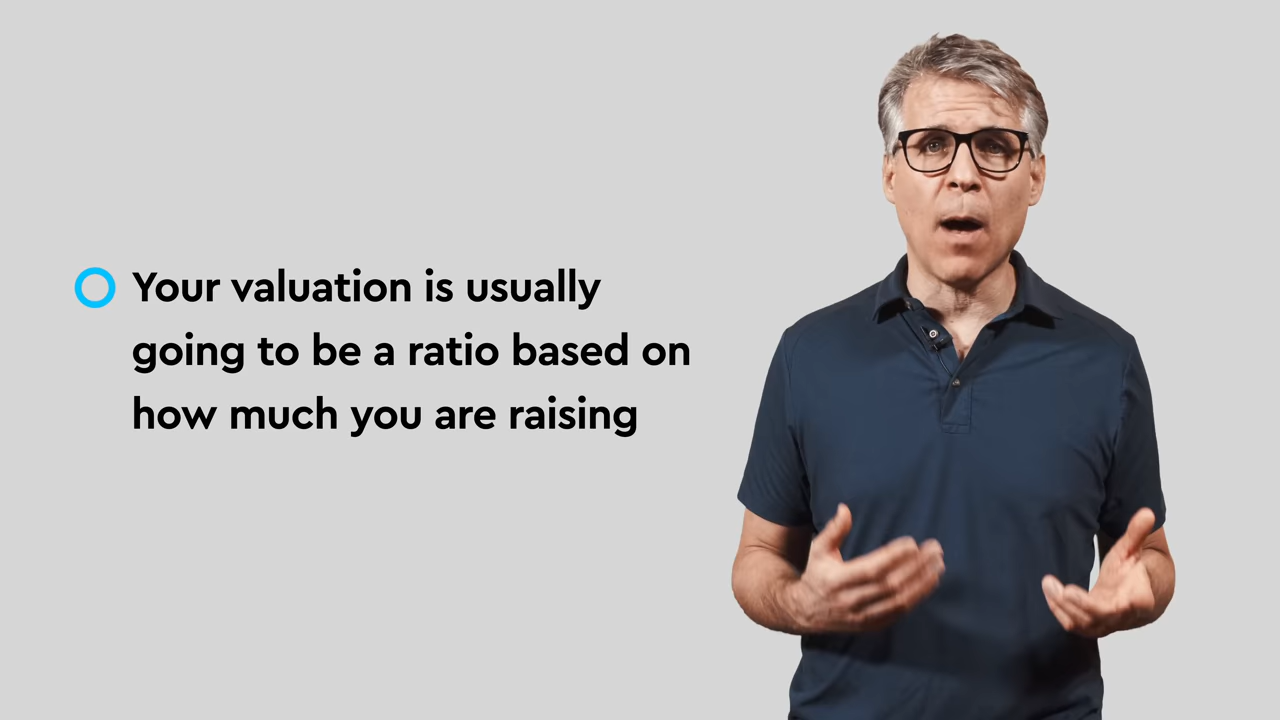 Your valuation is usually
going to be a ratio based on
how much you are raising